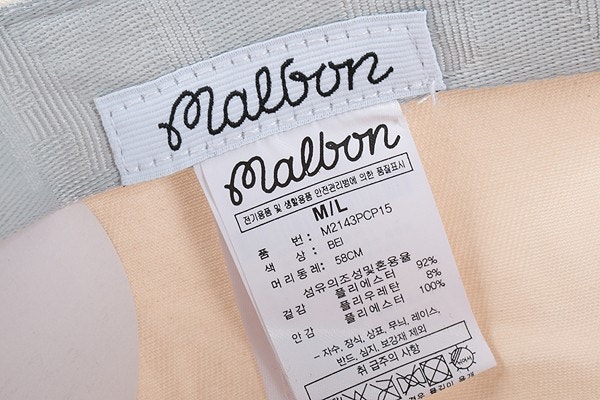 malbon
malbon
전기용품 및 생활용품 안전관리법에 의한 품질표시
M/L
품 번: M2143PCP15
색 상: BEI
머리둘레: 58CM
섬유의조성및혼용율
겉감 폴리에스터 92%
폴리우레탄 8%
안감 폴리에스터 100%
- 자수, 장식, 상표, 무늬, 레이스,
밴드, 심지, 보강재 제외
취급주의사항